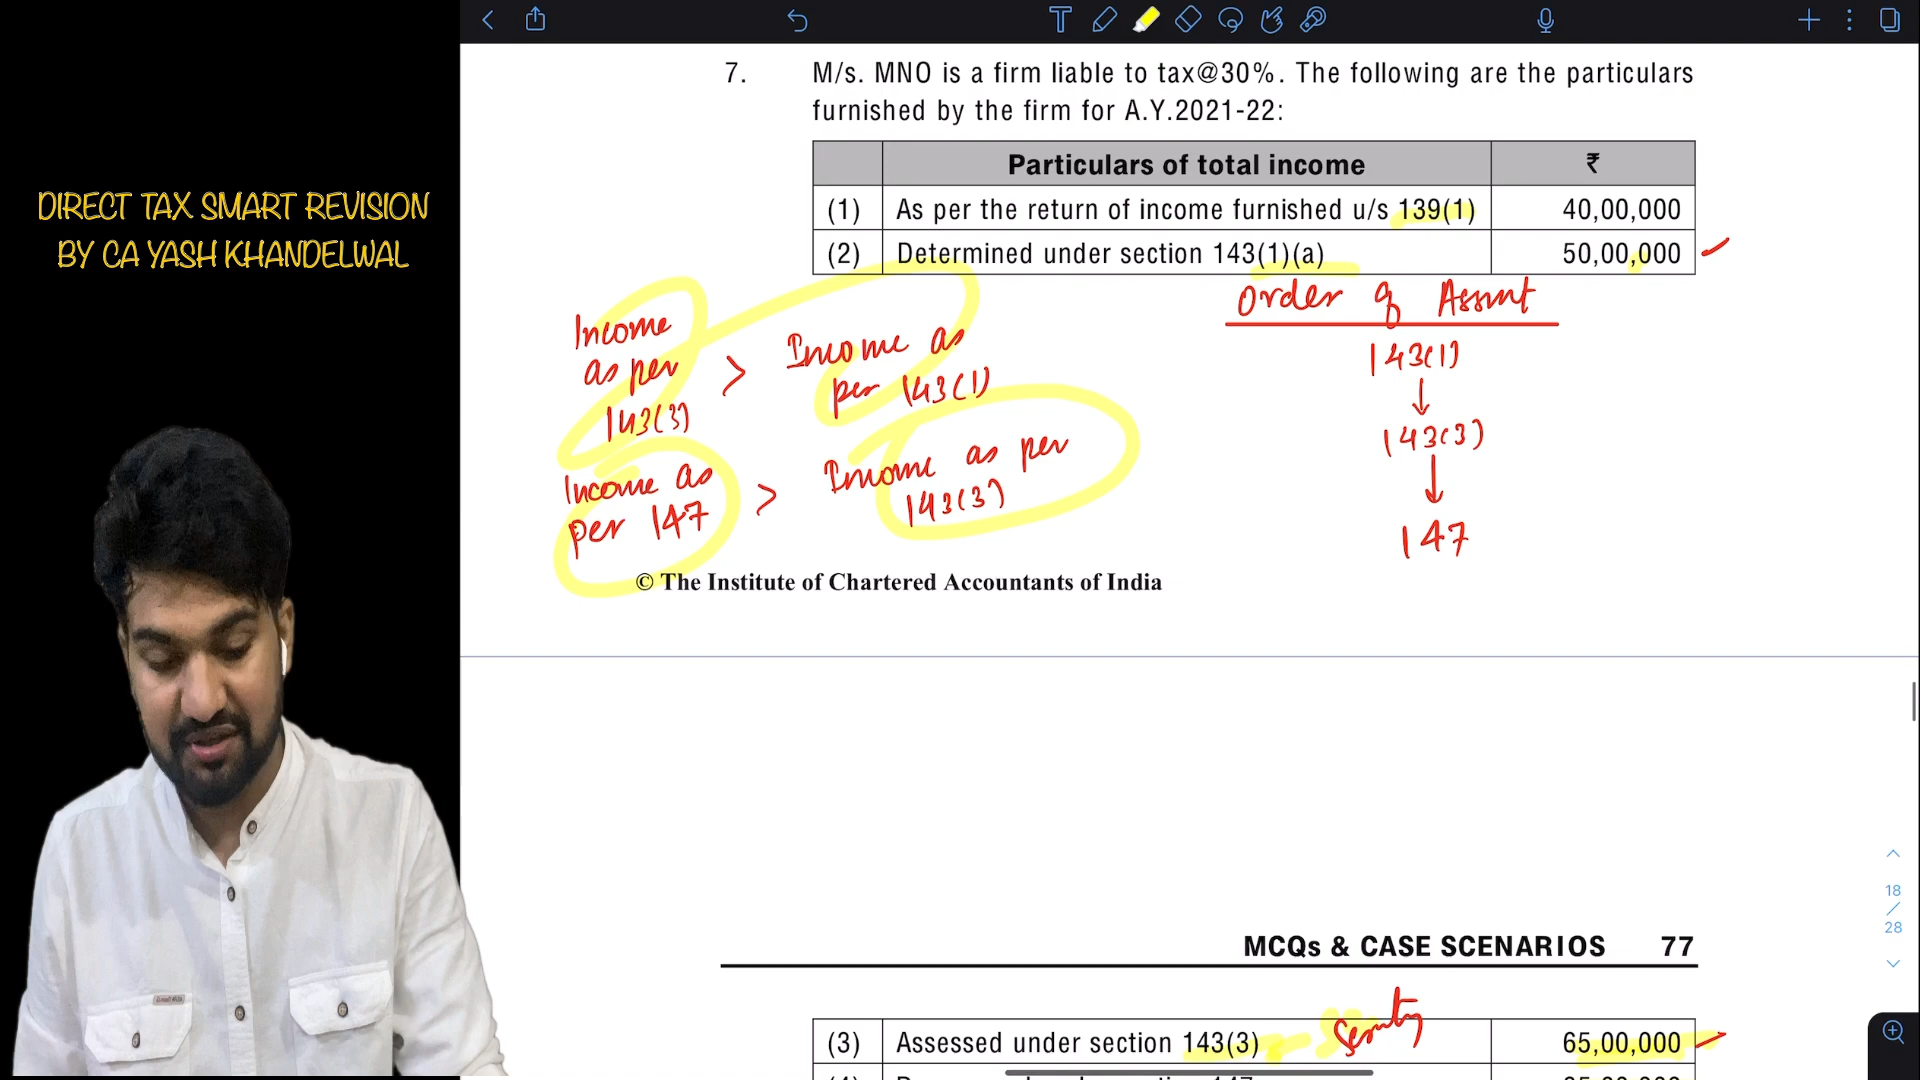 DIRECT TAX SMART REVISION
BY CA YASH KHANDELWAL
7. M/s. MNO is a firm liable to tax@30%. The following are the particulars
furnished by the firm for A.Y.2021-22:
Particulars of total income ₹
(1) As per the return of income furnished u/s 139(1) 40,00,000
(2) Determined under section 143(1)(a) 50,00,000
Order of Assmt
143(1)
↓
143(3)
↓
147
Income
as per
143(3)
>
Income as
per 143(1)
Income as
per 147
>
Income as per
143(3)
© The Institute of Chartered Accountants of India
18
/
28
MCQs & CASE SCENARIOS 77
(3) Assessed under section 143(3) Scrutiny 65,00,000